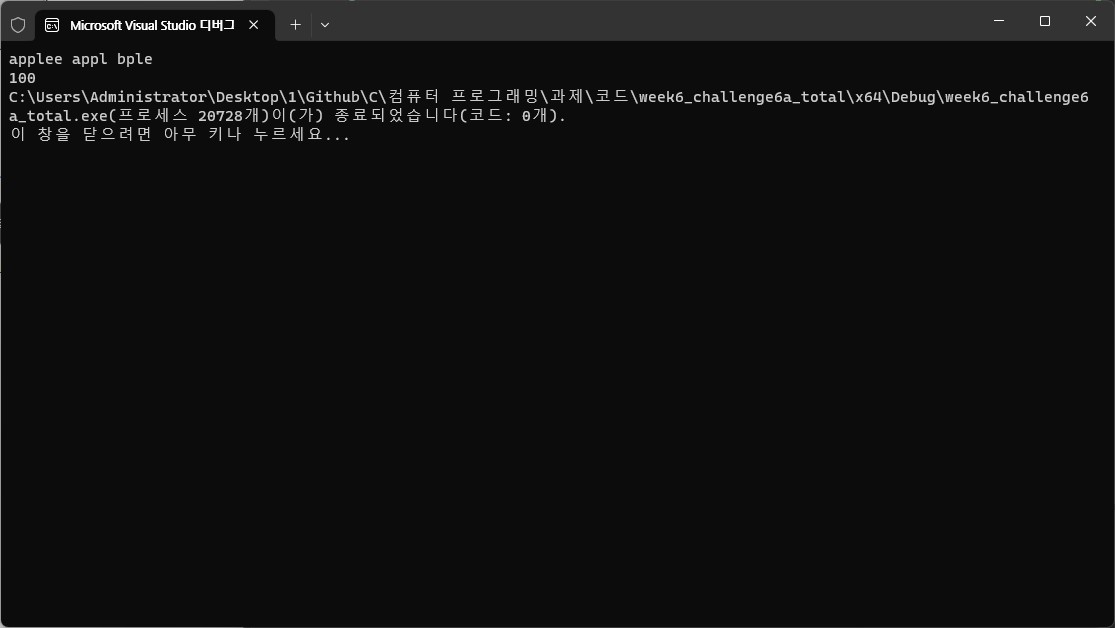 Microsoft Visual Studio 디버그
applee appl bple
100
C:\Users\Administrator\Desktop\1\Github\C\컴퓨터 프로그래밍\과제\코드\week6_challenge6a_total\x64\Debug\week6_challenge6
a_total.exe(프로세스 20728개)이(가) 종료되었습니다(코드: 0개).
이 창을 닫으려면 아무 키나 누르세요...